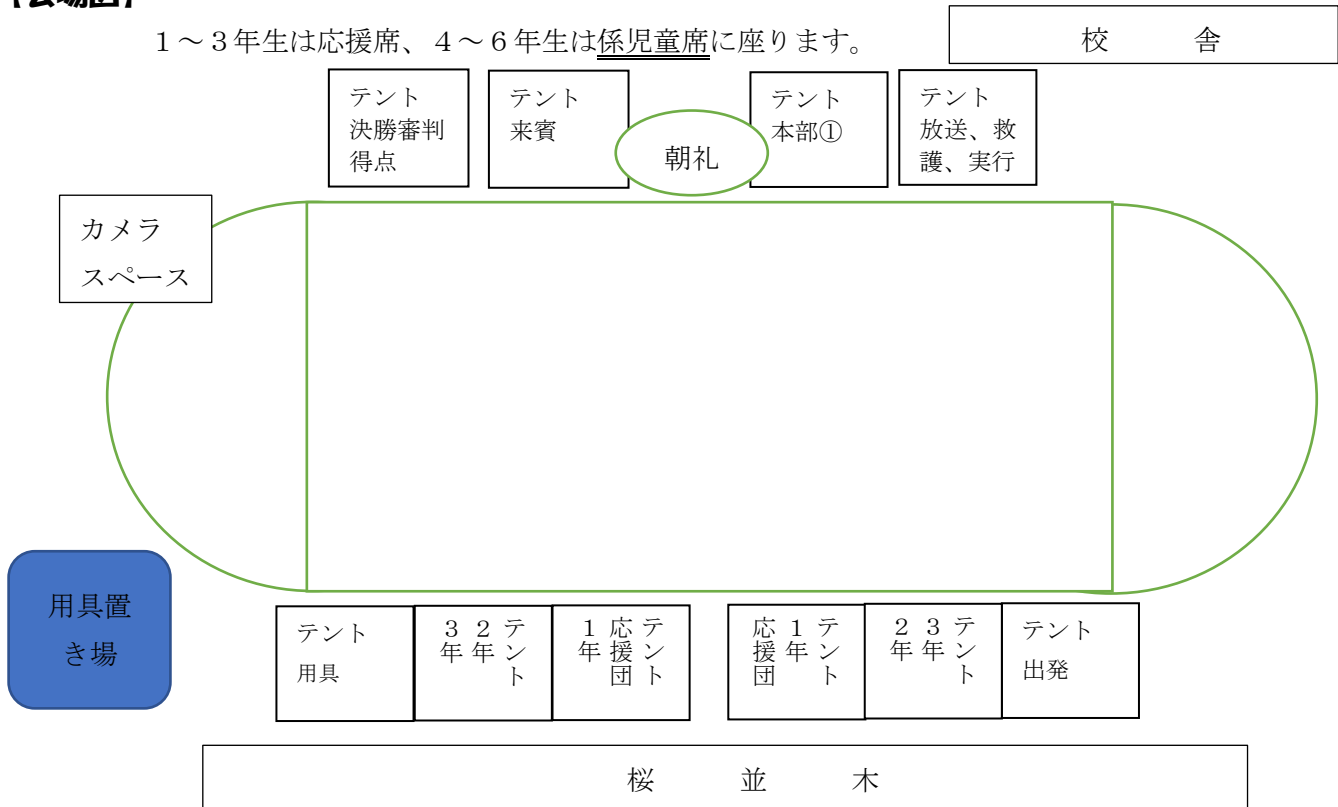 １～３年生は応援席、４～６年生は係児童席に座ります。
校　　舎
テント
決勝審判
得点
テント
来賓
朝礼
テント
本部①
テント
放送、救
護、実行
カメラ
スペース
用具置
き場
テント
用具
テント
２年
３年
テント
応援団
１年
テント
１年
応援団
テント
３年
２年
テント
出発
桜　並　木